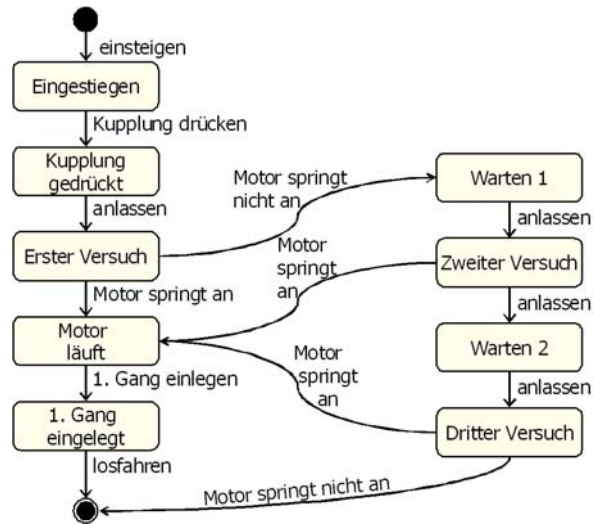 einsteigen
Eingestiegen
Kupplung drücken
Kupplung
gedrückt
anlassen
Erster Versuch
Motor springt an
Motor
läuft
1. Gang einlegen
1. Gang
eingelegt
losfahren
Motor springt
nicht an
Warten 1
anlassen
Zweiter Versuch
Motor
springt
an
anlassen
Warten 2
anlassen
Dritter Versuch
Motor
springt
an
Motor springt nicht an